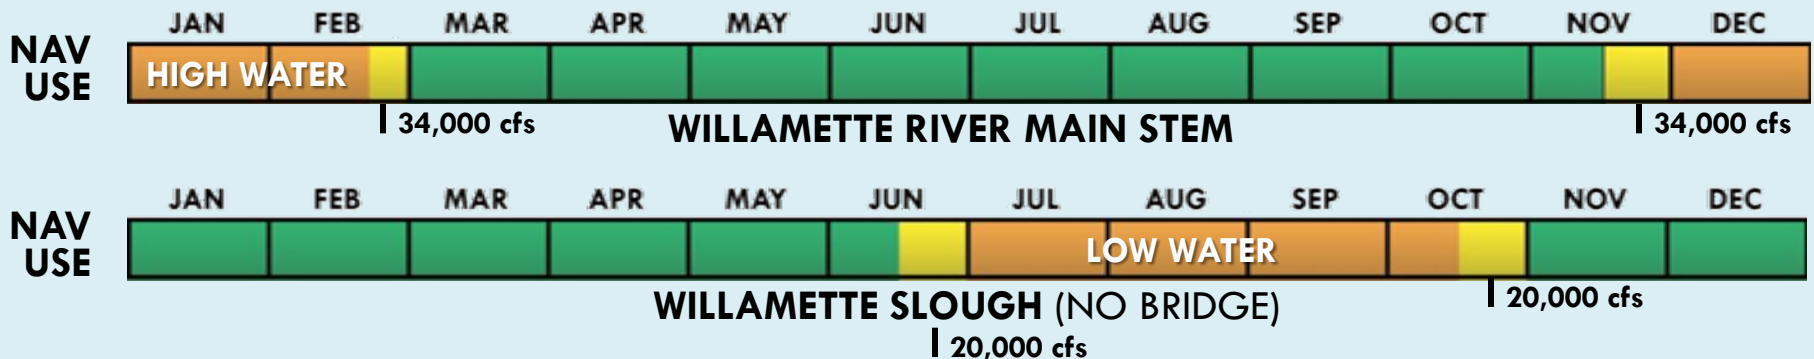 JAN FEB MAR APR MAY JUN JUL AUG SEP OCT NOV DEC
NAV
USE
HIGH WATER
34,000 cfs
WILLAMETTE RIVER MAIN STEM
34,000 cfs
JAN FEB MAR APR MAY JUN JUL AUG SEP OCT NOV DEC
NAV
USE
LOW WATER
WILLAMETTE SLOUGH (NO BRIDGE)
20,000 cfs
20,000 cfs